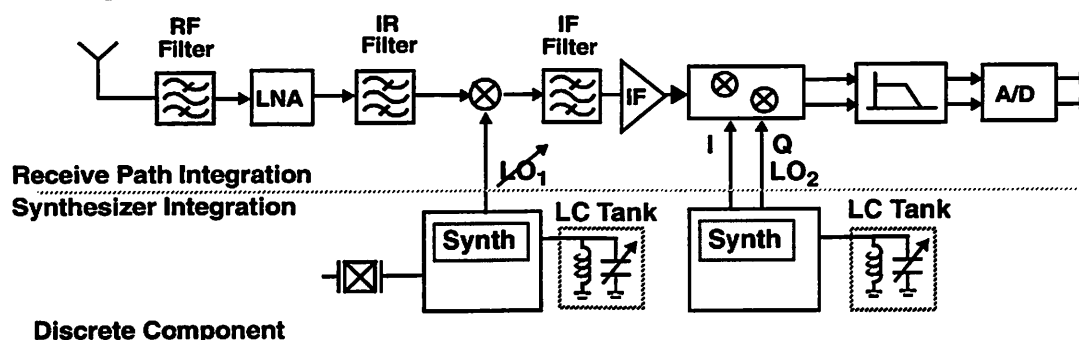 RF
Filter
IR
Filter
IF
Filter
LNA
IF
A/D
I
Q
LO1
LO2
Receive Path Integration
Synthesizer Integration
LC Tank
LC Tank
Synth
Synth
Discrete Component